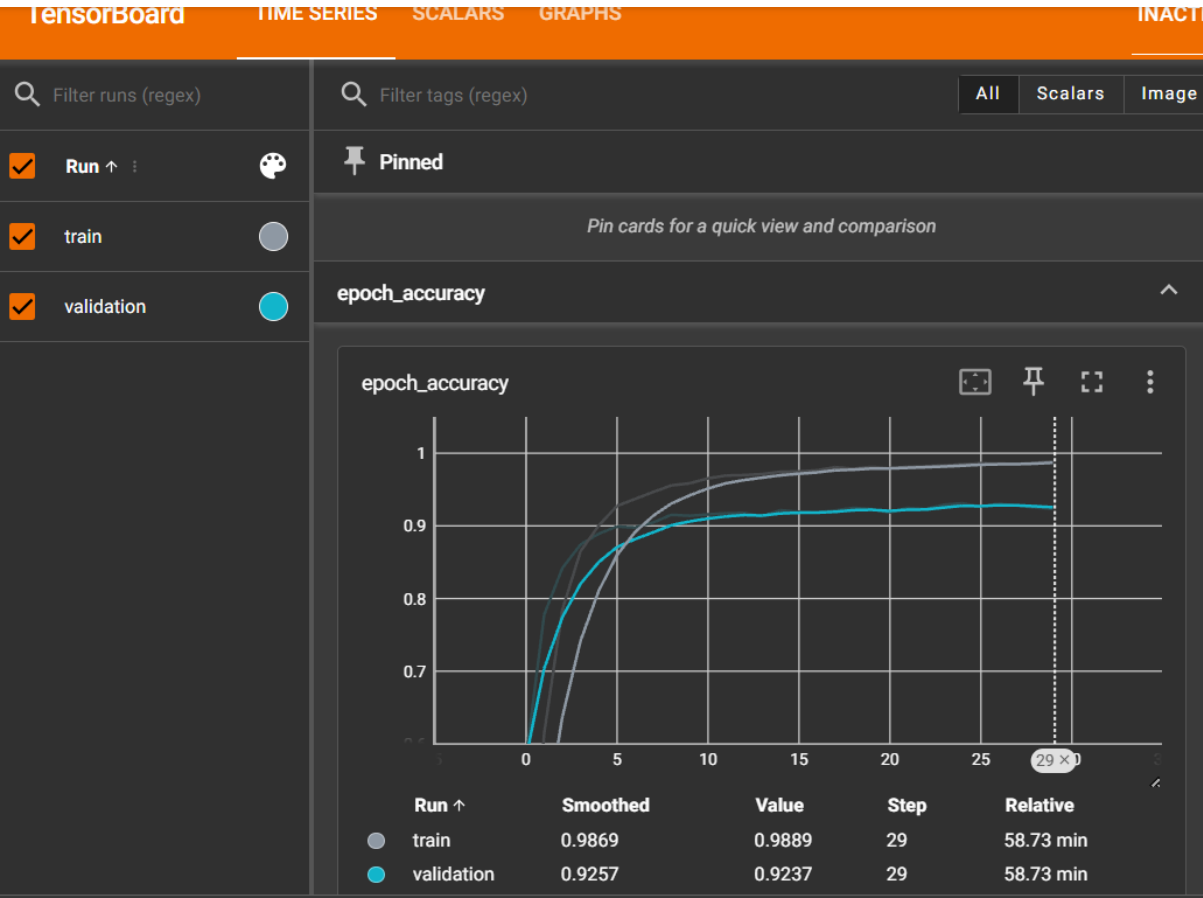 TensorBoard TIME SERIES SCALARS GRAPHS
Filter runs (regex)
Filter tags (regex)
All Scalars Image
Run ↑
Pinned
train
Pin cards for a quick view and comparison
validation
epoch_accuracy
epoch_accuracy
1
0.9
0.8
0.7
0 5 10 15 20 25 29 ×
Run ↑ Smoothed Value Step Relative
train 0.9869 0.9889 29 58.73 min
validation 0.9257 0.9237 29 58.73 min